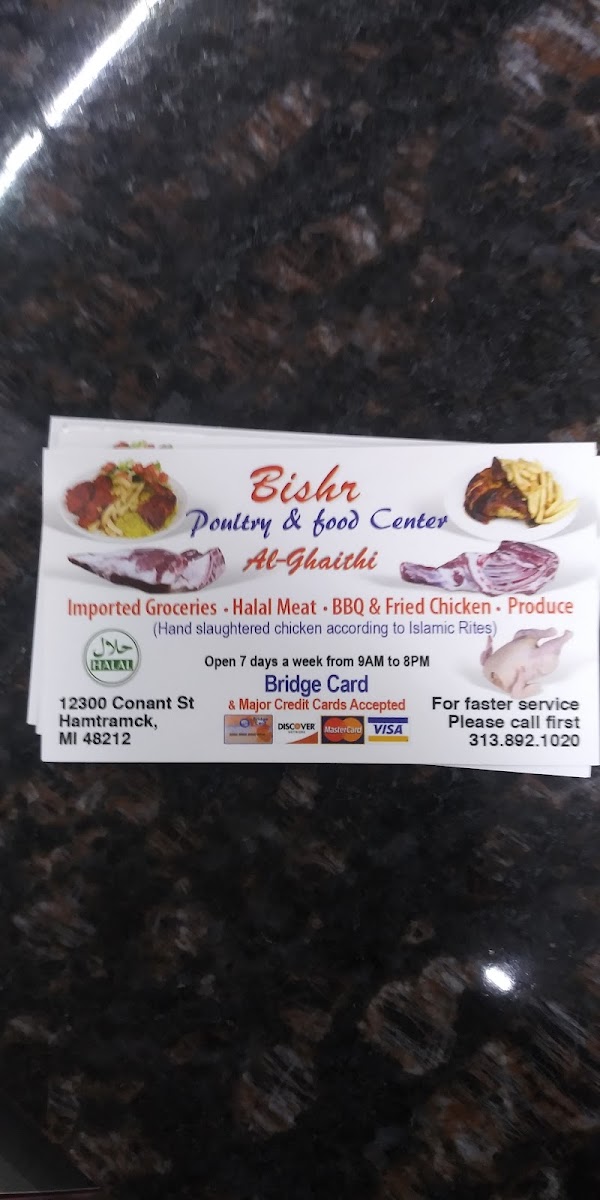 Bishr
Poultry & food Center
Al-Ghaithi
Imported Groceries • Halal Meat • BBQ & Fried Chicken • Produce
(Hand slaughtered chicken according to Islamic Rites)
حلال
HALAL
Open 7 days a week from 9AM to 8PM
Bridge Card
& Major Credit Cards Accepted
DISCOVER
MasterCard
VISA
12300 Conant St
Hamtramck,
MI 48212
For faster service
Please call first
313.892.1020